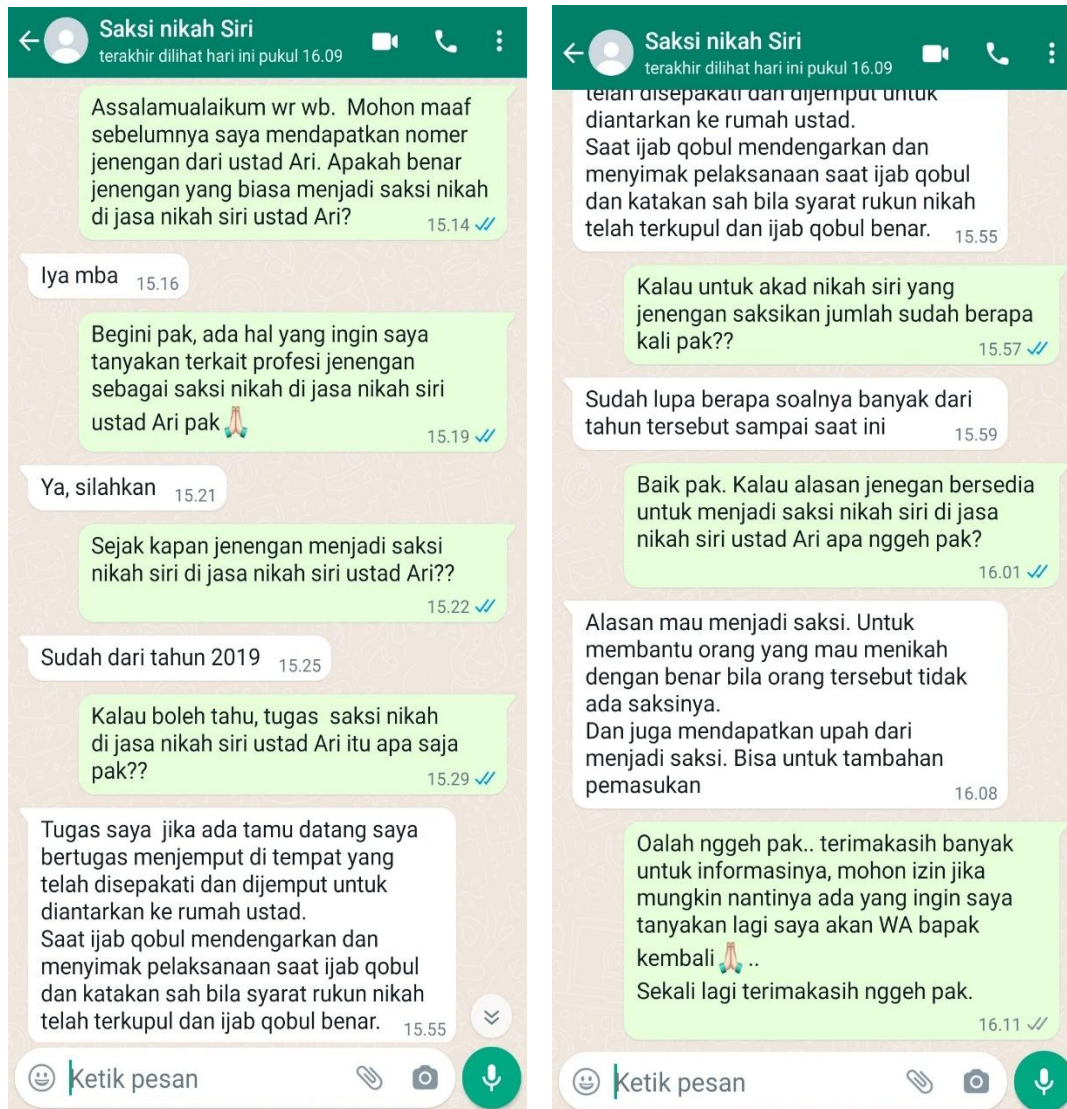 Saksi nikah Siri
terakhir dilihat hari ini pukul 16.09
Assalamualaikum wr wb. Mohon maaf
sebelumnya saya mendapatkan nomer
jenengan dari ustad Ari. Apakah benar
jenengan yang biasa menjadi saksi nikah
di jasa nikah siri ustad Ari?
15.14
Iya mba 15.16
Begini pak, ada hal yang ingin saya
tanyakan terkait profesi jenengan
sebagai saksi nikah di jasa nikah siri
ustad Ari pak🙏🏻
15.19
Ya, silahkan 15.21
Sejak kapan jenengan menjadi saksi
nikah siri di jasa nikah siri ustad Ari??
15.22
Sudah dari tahun 2019 15.25
Kalau boleh tahu, tugas saksi nikah
di jasa nikah siri ustad Ari itu apa saja
pak??
15.29
Tugas saya jika ada tamu datang saya
bertugas menjemput di tempat yang
telah disepakati dan dijemput untuk
diantarkan ke rumah ustad.
Saat ijab qobul mendengarkan dan
menyimak pelaksanaan saat ijab qobul
dan katakan sah bila syarat rukun nikah
telah terkupul dan ijab qobul benar. 15.55
Ketik pesan
Saksi nikah Siri
terakhir dilihat hari ini pukul 16.09
telah disepakati dan dijemput untuk
diantarkan ke rumah ustad.
Saat ijab qobul mendengarkan dan
menyimak pelaksanaan saat ijab qobul
dan katakan sah bila syarat rukun nikah
telah terkupul dan ijab qobul benar. 15.55
Kalau untuk akad nikah siri yang
jenengan saksikan jumlah sudah berapa
kali pak??
15.57
Sudah lupa berapa soalnya banyak dari
tahun tersebut sampai saat ini 15.59
Baik pak. Kalau alasan jenegan bersedia
untuk menjadi saksi nikah siri di jasa
nikah siri ustad Ari apa nggeh pak?
16.01
Alasan mau menjadi saksi. Untuk
membantu orang yang mau menikah
dengan benar bila orang tersebut tidak
ada saksinya.
Dan juga mendapatkan upah dari
menjadi saksi. Bisa untuk tambahan
pemasukan 16.08
Oalah nggeh pak.. terimakasih banyak
untuk informasinya, mohon izin jika
mungkin nantinya ada yang ingin saya
tanyakan lagi saya akan WA bapak
kembali🙏🏻..
Sekali lagi terimakasih nggeh pak.
16.11
Ketik pesan